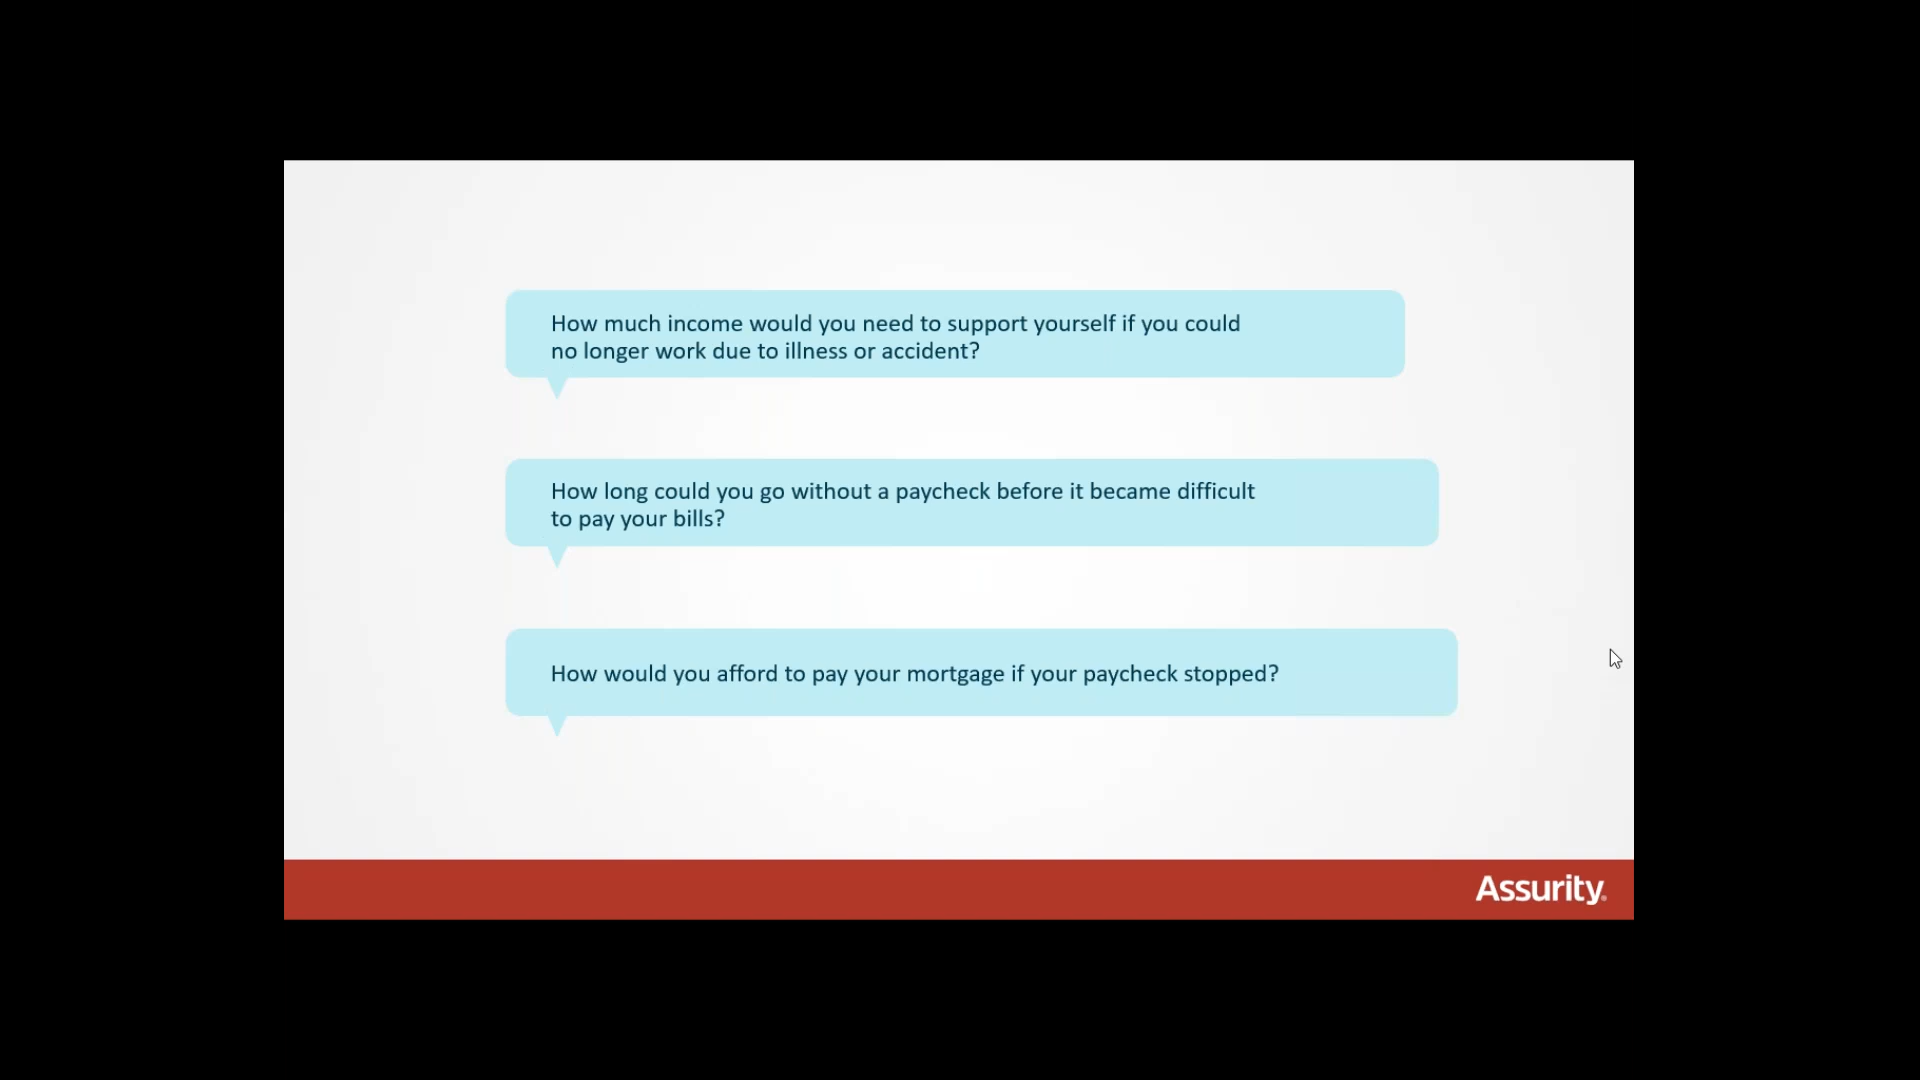 How much income would you need to support yourself if you could
no longer work due to illness or accident?
How long could you go without a paycheck before it became difficult
to pay your bills?
How would you afford to pay your mortgage if your paycheck stopped?
Assurity®